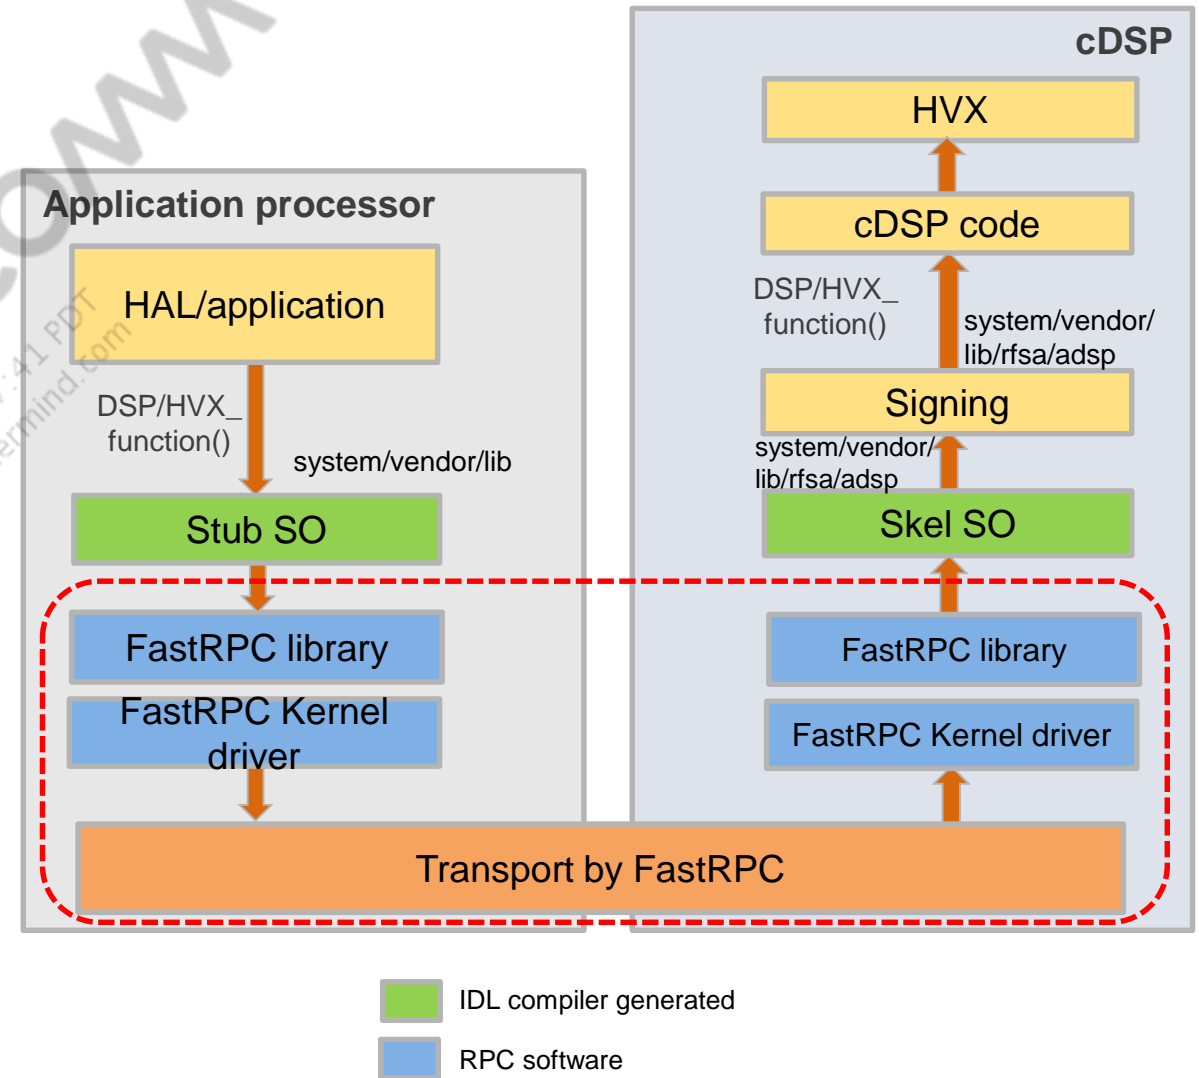 cDSP
HVX
cDSP code
DSP/HVX_
function()
system/vendor/
lib/rfsa/adsp
Signing
system/vendor/
lib/rfsa/adsp
Skel SO
FastRPC library
FastRPC Kernel driver
Application processor
HAL/application
DSP/HVX_
function()
system/vendor/lib
Stub SO
FastRPC library
FastRPC Kernel
driver
Transport by FastRPC
IDL compiler generated
RPC software